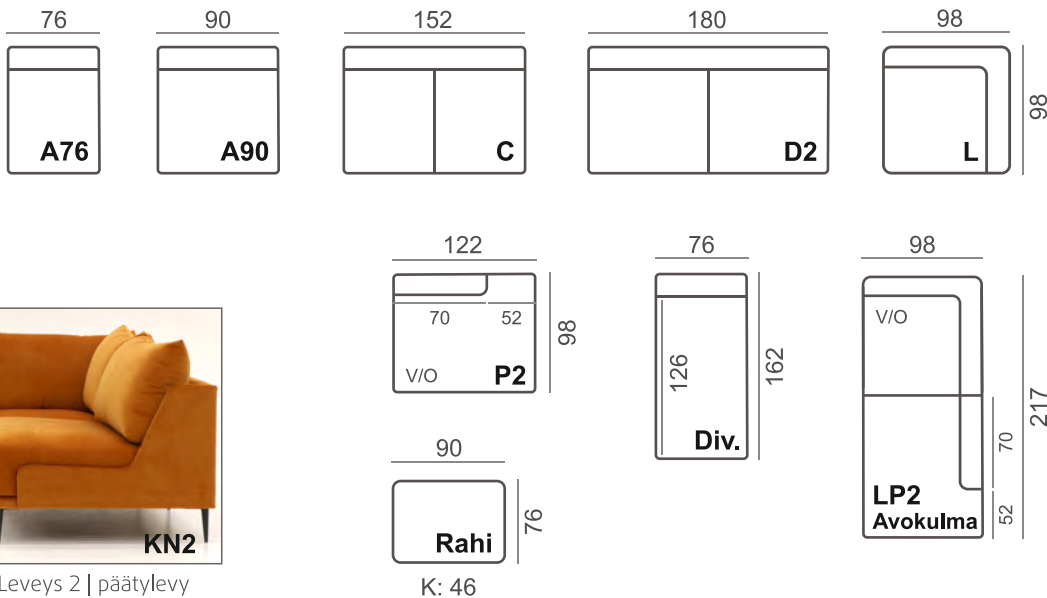 76
90
152
180
98
98
A76
A90
C
D2
L
122
70
52
98
V/O
P2
76
126
162
Div.
98
V/O
217
70
52
LP2
Avokulma
90
76
Rahi
K: 46
KN2
Leveys 2 | päätylevy